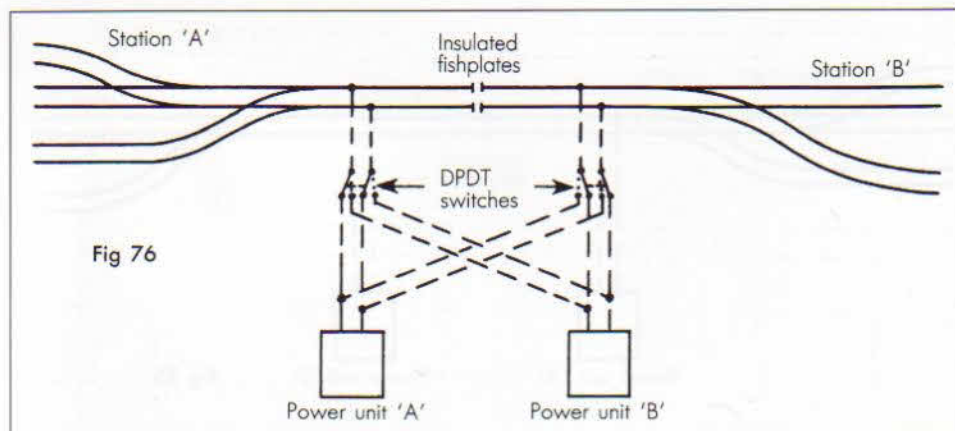 Station 'A'
Insulated
fishplates
Station 'B'
DPDT
switches
Fig 76
Power unit 'A'
Power unit 'B'